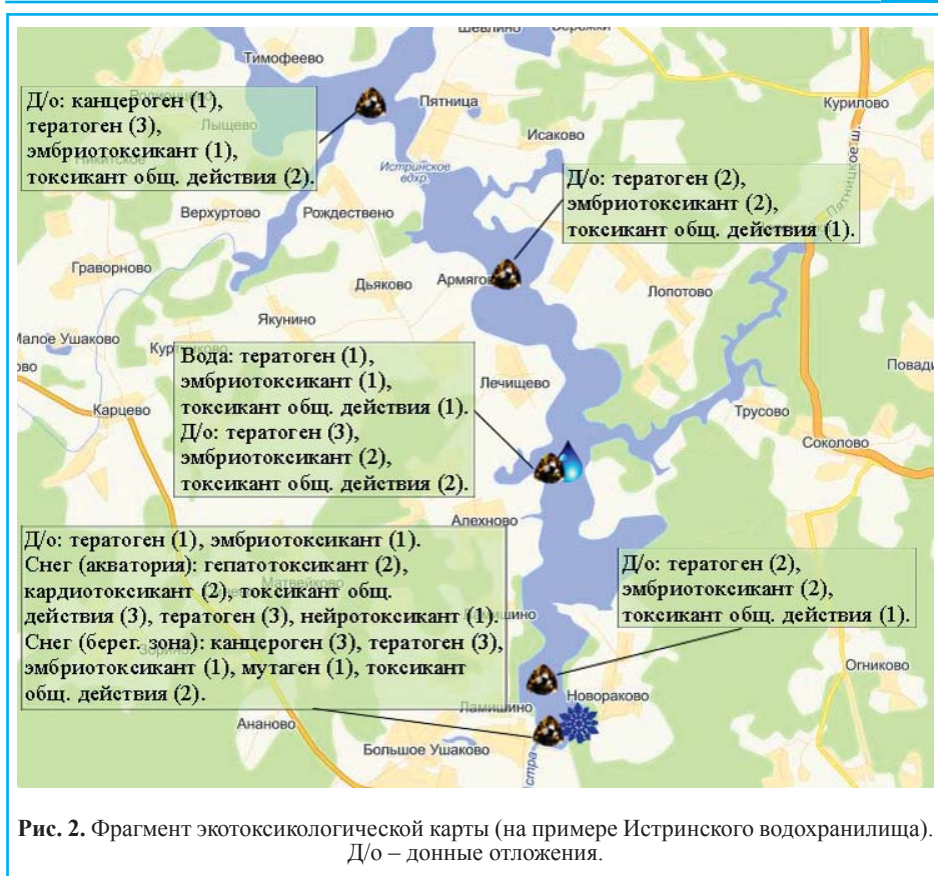 Шевлино
Бережки
Тимофеево
Д/о: канцероген (1),
тератоген (3),
эмбриотоксикант (1),
токсикант общ. действия (2).
Лыщево
Пятница
Курилово
Исаково
Истринское
вдхр.
Пятницкое ш.
Д/о: тератоген (2),
эмбриотоксикант (2),
токсикант общ. действия (1).
Верхуртово
Рождествено
Граворново
Дьяково
Армягов
Лопотово
Якунино
Малое Ушаково
Вода: тератоген (1),
эмбриотоксикант (1),
токсикант общ. действия (1).
Д/о: тератоген (3),
эмбриотоксикант (2),
токсикант общ. действия (2).
Лечищево
Повади
Карцево
Трусово
Соколово
Алехново
Д/о: тератоген (1), эмбриотоксикант (1).
Снег (акватория): гепатотоксикант (2),
кардиотоксикант (2), токсикант общ.
действия (3), тератоген (3), нейротоксикант (1).
Снег (берег. зона): канцероген (3), тератоген (3),
эмбриотоксикант (1), мутаген (1), токсикант
общ. действия (2).
Матвейково
Зорино
Д/о: тератоген (2),
эмбриотоксикант (2),
токсикант общ. действия (1).
Огниково
Новораково
Ламишино
Ананово
Большое Ушаково
Истра
Рис. 2. Фрагмент экотоксикологической карты (на примере Истринского водохранилища).
Д/о – донные отложения.